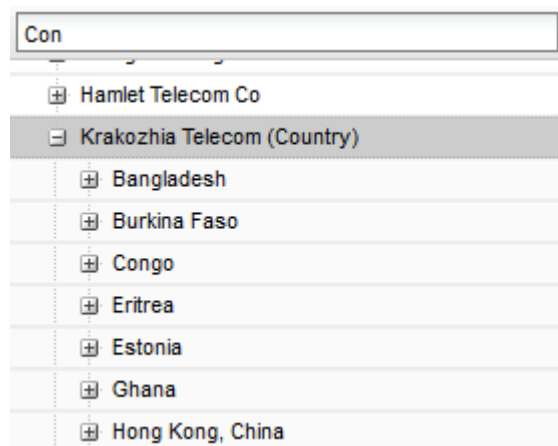 Con
Hamlet Telecom Co
Krakozhia Telecom (Country)
Bangladesh
Burkina Faso
Congo
Eritrea
Estonia
Ghana
Hong Kong, China